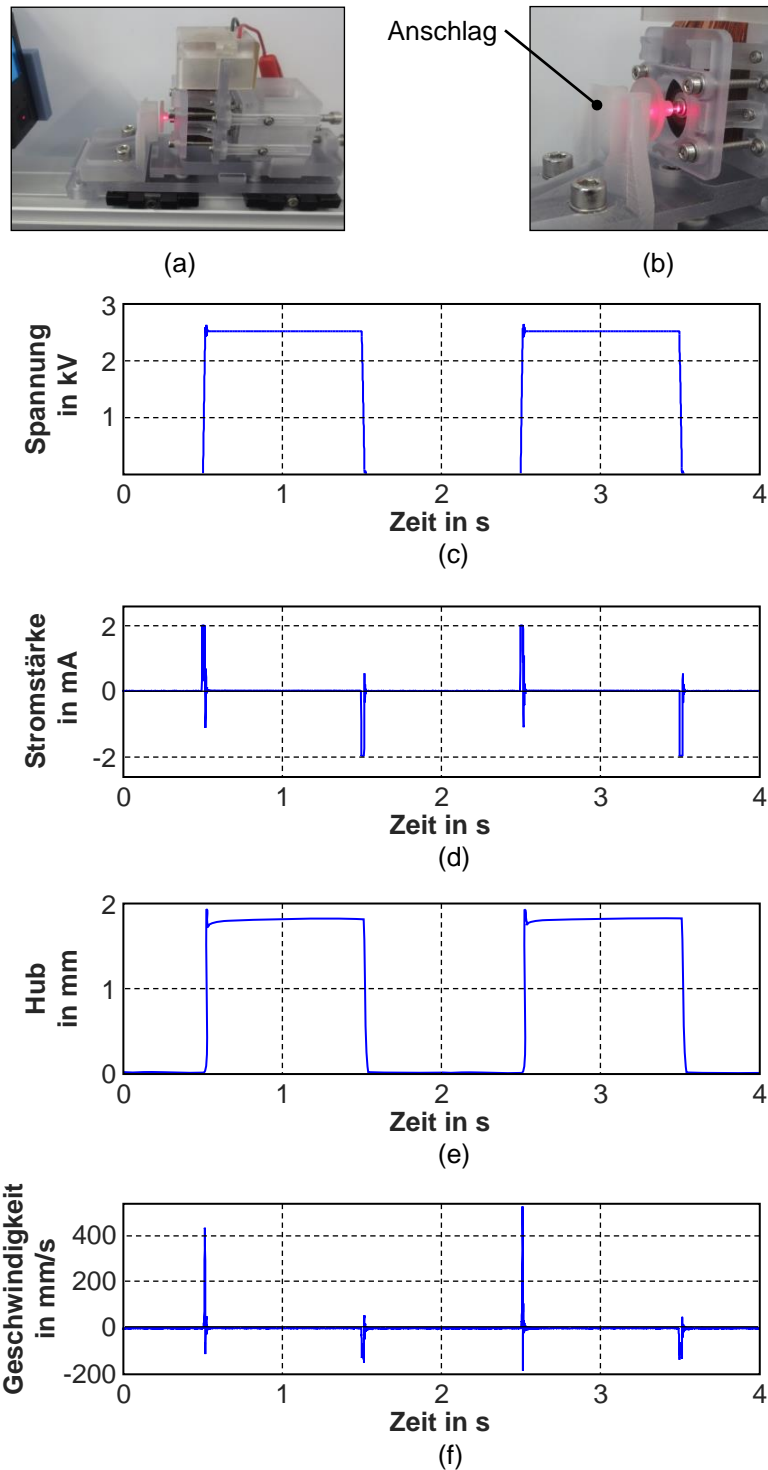 Anschlag
(a)
(b)
Spannung
in kV
3
2
1
0 1 2 3 4
Zeit in s
(c)
Stromstärke
in mA
2
0
-2
0 1 2 3 4
Zeit in s
(d)
Hub
in mm
2
1
0
0 1 2 3 4
Zeit in s
(e)
Geschwindigkeit
in mm/s
400
200
0
-200
0 1 2 3 4
Zeit in s
(f)